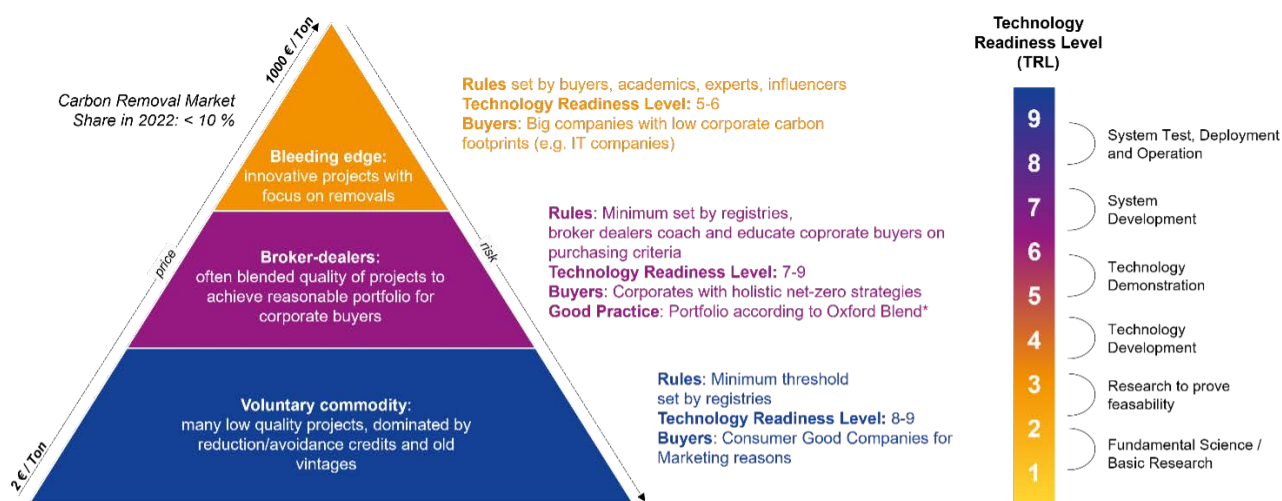 1000 € / Ton
Carbon Removal Market
Share in 2022: < 10 %
price
2 € / Ton
risk
Bleeding edge:
innovative projects with
focus on removals
Broker-dealers:
often blended quality of projects to
achieve reasonable portfolio for
corporate buyers
Voluntary commodity:
many low quality projects, dominated by
reduction/avoidance credits and old
vintages
Rules set by buyers, academics, experts, influencers
Technology Readiness Level: 5-6
Buyers: Big companies with low corporate carbon
footprints (e.g. IT companies)
Rules: Minimum set by registries,
broker dealers coach and educate coprorate buyers on
purchasing criteria
Technology Readiness Level: 7-9
Buyers: Corporates with holistic net-zero strategies
Good Practice: Portfolio according to Oxford Blend*
Rules: Minimum threshold
set by registries
Technology Readiness Level: 8-9
Buyers: Consumer Good Companies for
Marketing reasons
Technology
Readiness Level
(TRL)
9
8
7
6
5
4
3
2
1
System Test, Deployment
and Operation
System
Development
Technology
Demonstration
Technology
Development
Research to prove
feasability
Fundamental Science /
Basic Research